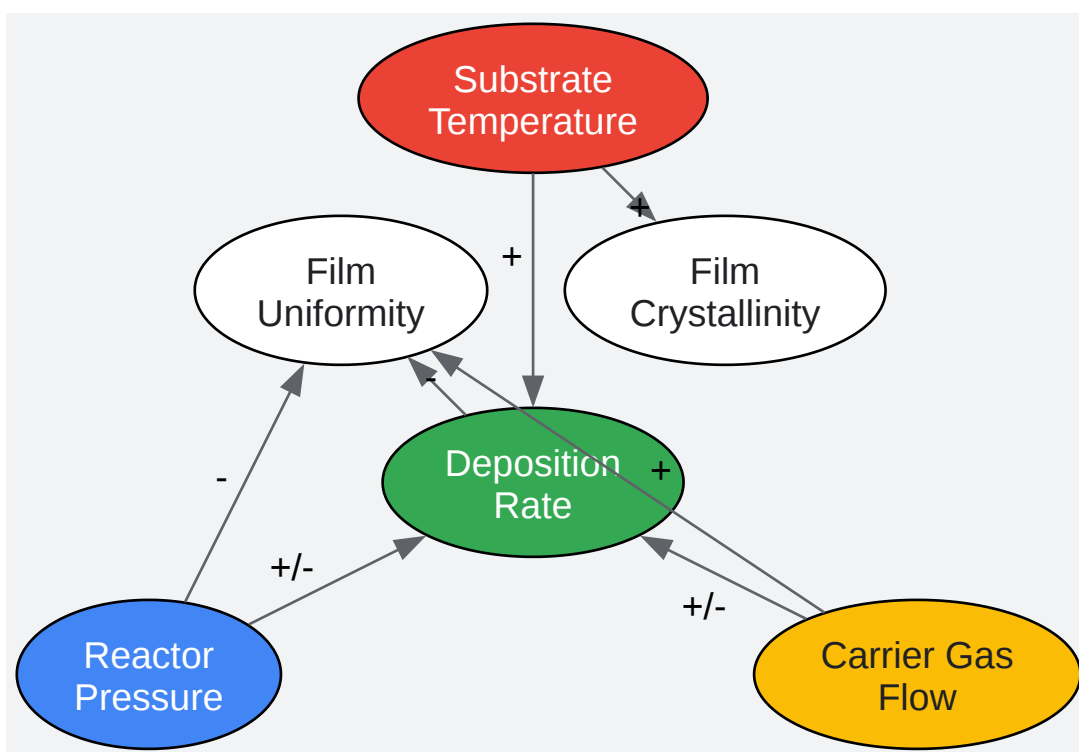 Substrate
Temperature
+
+
Film
Uniformity
Film
Crystallinity
-
Deposition
Rate
+
-
+/-
+/-
Reactor
Pressure
Carrier Gas
Flow